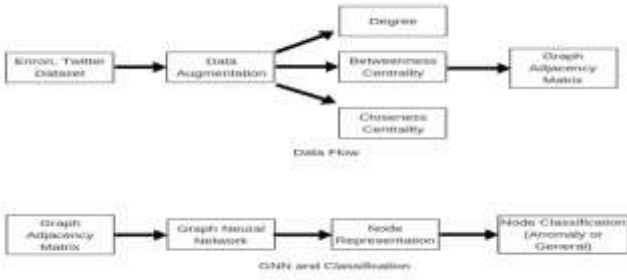 Degree
Enron, Twitter
Dataset
Data
Augmentation
Betweenness
Centrality
Graph
Adjacency
Matrix
Closeness
Centrality
Data Flow
Graph
Adjacency
Matrix
Graph Neural
Network
Node
Representation
Node Classification
(Anomaly or
General)
GNN and Classification